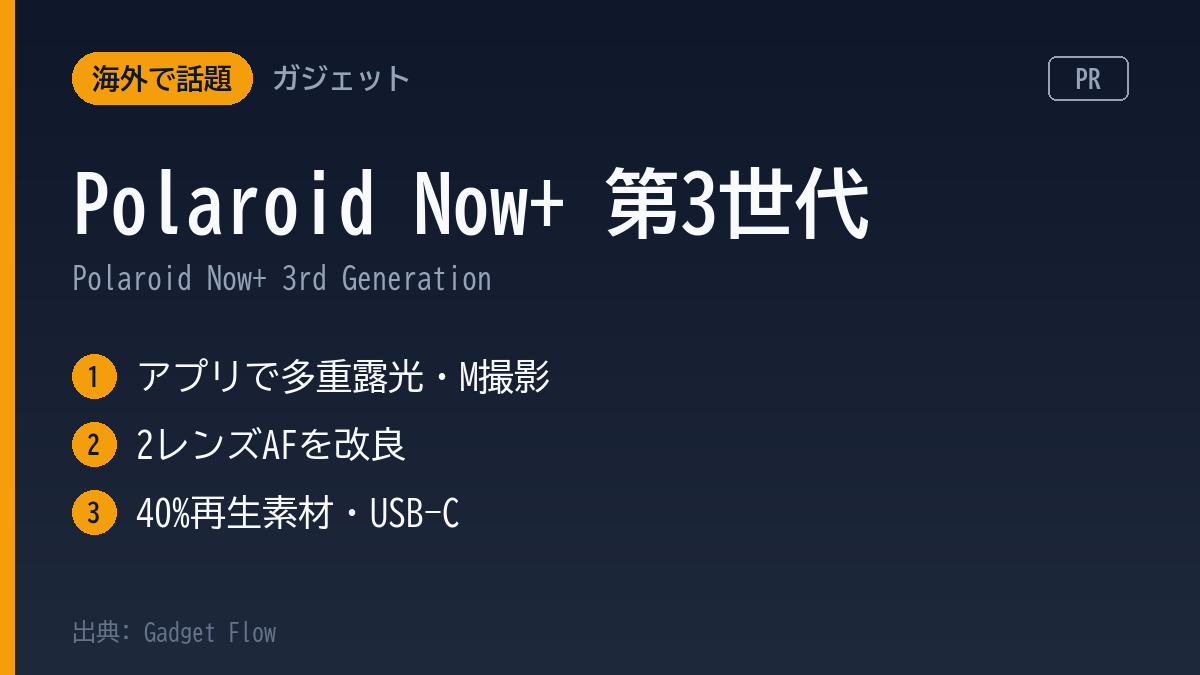 海外で話題 ガジェット PR
Polaroid Now+ 第3世代
Polaroid Now+ 3rd Generation
1 アプリで多重露光・M撮影
2 2レンズAFを改良
3 40%再生素材・USB-C
出典: Gadget Flow